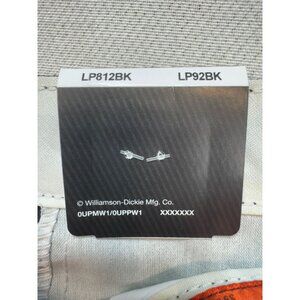 LP812BK LP92BK
© Williamson-Dickie Mfg. Co.
0UPMW1/0UPPW1 XXXXXXX